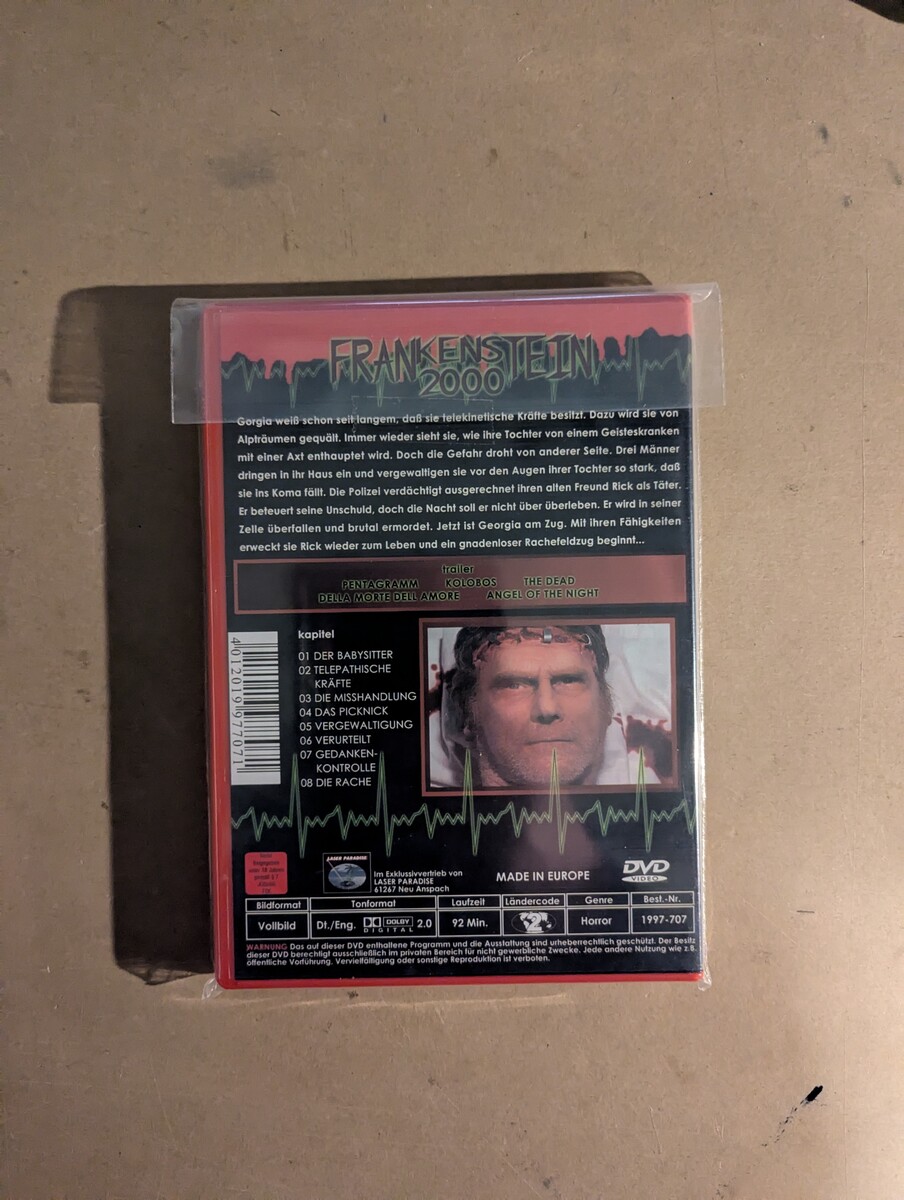 FRANKENSTEIN
2000
Gorgia weiß schon seit langem, daß sie telekinetische Kräfte besitzt. Dazu wird sie von
Alpträumen gequält. Immer wieder sieht sie, wie ihre Tochter von einem Geisteskranken
mit einer Axt enthauptet wird. Doch die Gefahr droht von anderer Seite. Drei Männer
dringen in ihr Haus ein und vergewaltigen sie vor den Augen ihrer Tochter so stark, daß
sie ins Koma fällt. Die Polizei verdächtigt ausgerechnet ihren alten Freund Rick als Täter.
Er beteuert seine Unschuld, doch die Nacht soll er nicht über überleben. Er wird in seiner
Zelle überfallen und brutal ermordet. Jetzt ist Georgia am Zug. Mit ihren Fähigkeiten
erweckt sie Rick wieder zum Leben und ein gnadenloser Rachefeldzug beginnt...
trailer
PENTAGRAMM KOLOBOS THE DEAD
DELLA MORTE DELL AMORE ANGEL OF THE NIGHT
4012019977071
kapitel
01 DER BABYSITTER
02 TELEPATHISCHE
KRÄFTE
03 DIE MISSHANDLUNG
04 DAS PICKNICK
05 VERGEWALTIGUNG
06 VERURTEILT
07 GEDANKEN-
KONTROLLE
08 DIE RACHE
LASER PARADISE
Im Exklusivvertrieb von
LASER PARADISE
61267 Neu Anspach
MADE IN EUROPE
DVD
VIDEO
Bildformat Tonformat Laufzeit Ländercode Genre Best.-Nr.
Vollbild Dt./Eng. DOLBY DIGITAL 2.0 92 Min. 2 Horror 1997-707
WARNUNG Das auf dieser DVD enthaltene Programm und die Ausstattung sind urheberrechtlich geschützt. Der Besitz
dieser DVD berechtigt ausschließlich im privaten Bereich für nicht gewerbliche Zwecke. Jede andere Nutzung wie z.B.
öffentliche Vorführung, Vervielfältigung oder sonstige Reproduktion ist verboten.